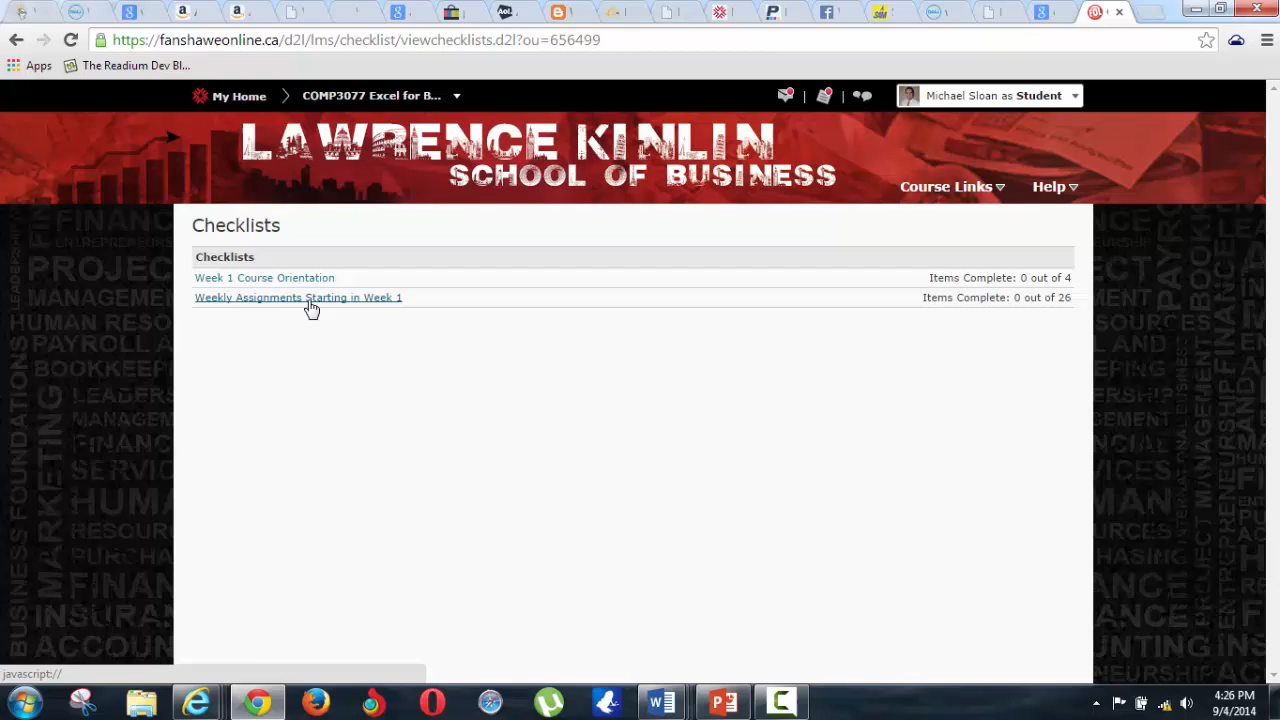 https://fanshaweonline.ca/d2l/lms/checklist/viewchecklists.d2l?ou=656499
Apps
The Readium Dev Bl...
My Home
COMP3077 Excel for B...
Michael Sloan as Student
LAWRENCE KINLIN
SCHOOL OF BUSINESS
Course Links
Help
Checklists
Checklists
Week 1 Course Orientation
Items Complete: 0 out of 4
Weekly Assignments Starting in Week 1
Items Complete: 0 out of 26
javascript://
4:26 PM
9/4/2014